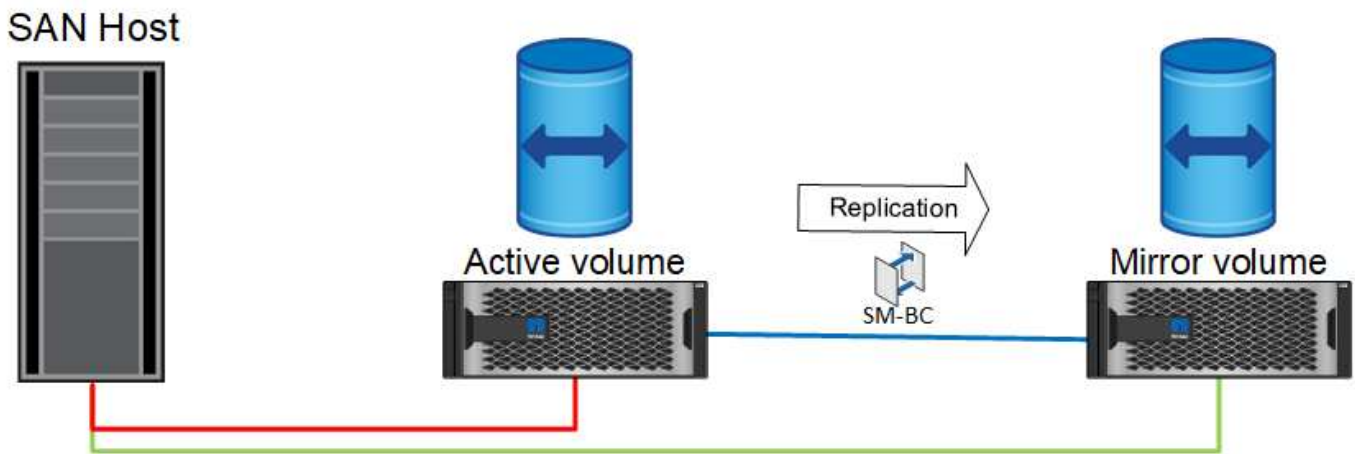 SAN Host
Replication
Active volume
Mirror volume
SM-BC